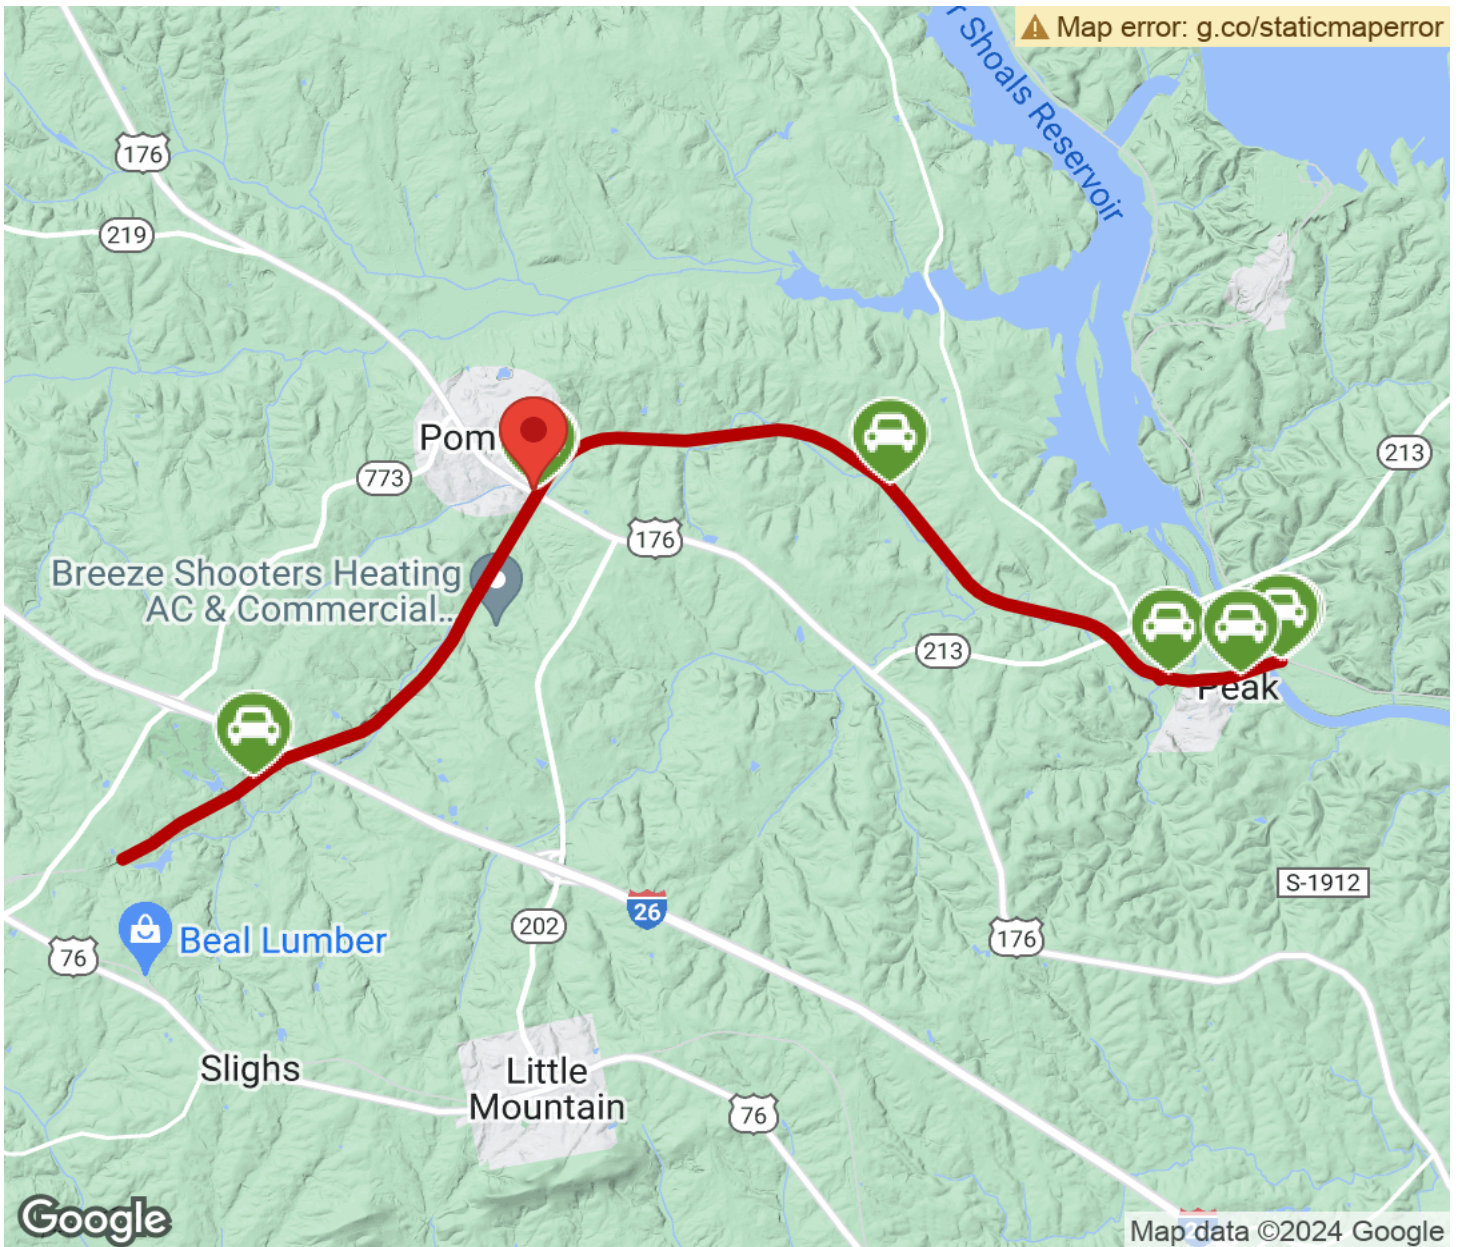 Map error: g.co/staticmaperror
r Shoals Reservoir
176
219
Pom
773
213
176
Breeze Shooters Heating
AC & Commercial..
213
Peak
S-1912
26
202
176
Beal Lumber
76
Slighs
Little
Mountain
76
Google
Map data ©2024 Google